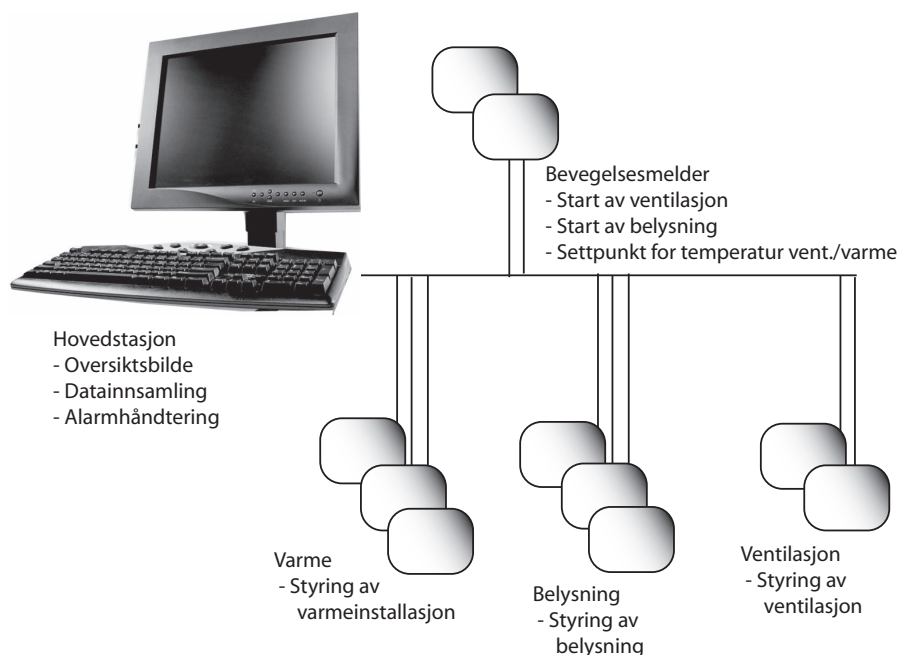 Bevegelsesmelder
- Start av ventilasjon
- Start av belysning
- Settpunkt for temperatur vent./varme
Hovedstasjon
- Oversiktsbilde
- Datainnsamling
- Alarmhåndtering
Varme
- Styring av
varmeinstallasjon
Belysning
- Styring av
belysning
Ventilasjon
- Styring av
ventilasjon